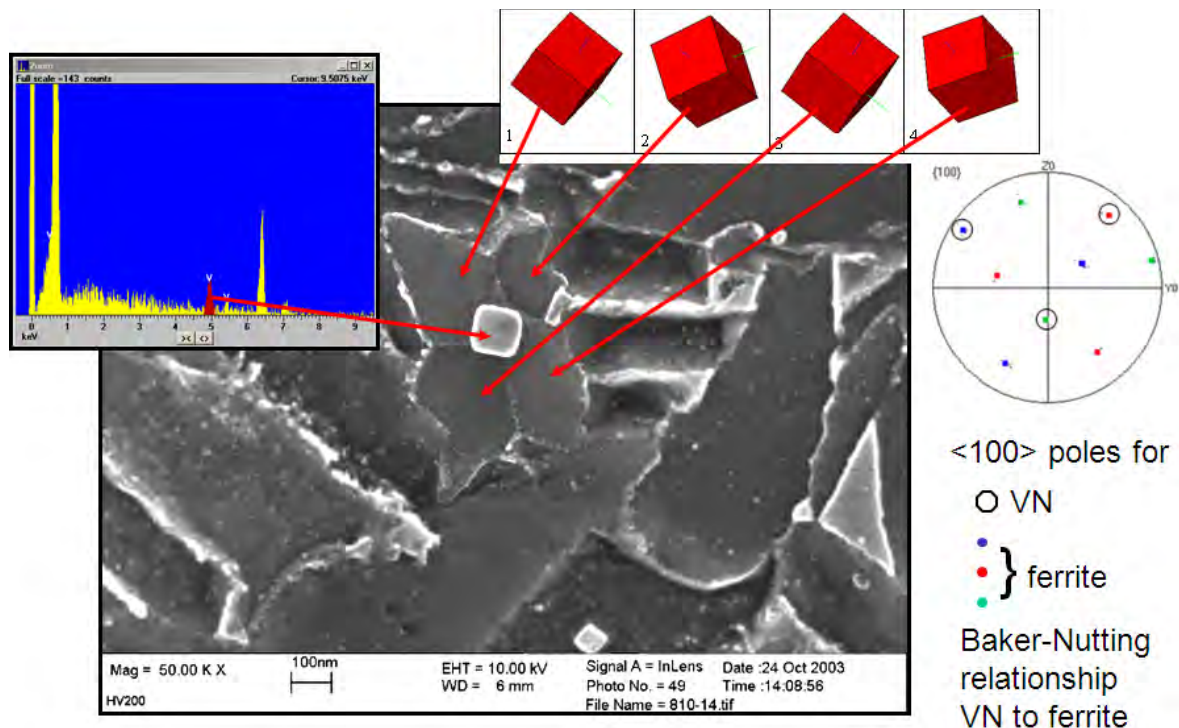 Zoom
Full scale =143 counts
Cursor:9.5075 keV
V
V
V
0 1 2 3 4 5 6 7 8 9
keV
1
2
3
4
{100}
Z0
Y0
<100> poles for
VN
ferrite
Baker-Nutting
relationship
VN to ferrite
Mag = 50.00 K X
100nm
EHT = 10.00 kV
Signal A = InLens
Date :24 Oct 2003
WD = 6 mm
Photo No. = 49
Time :14:08:56
HV200
File Name = 810-14.tif